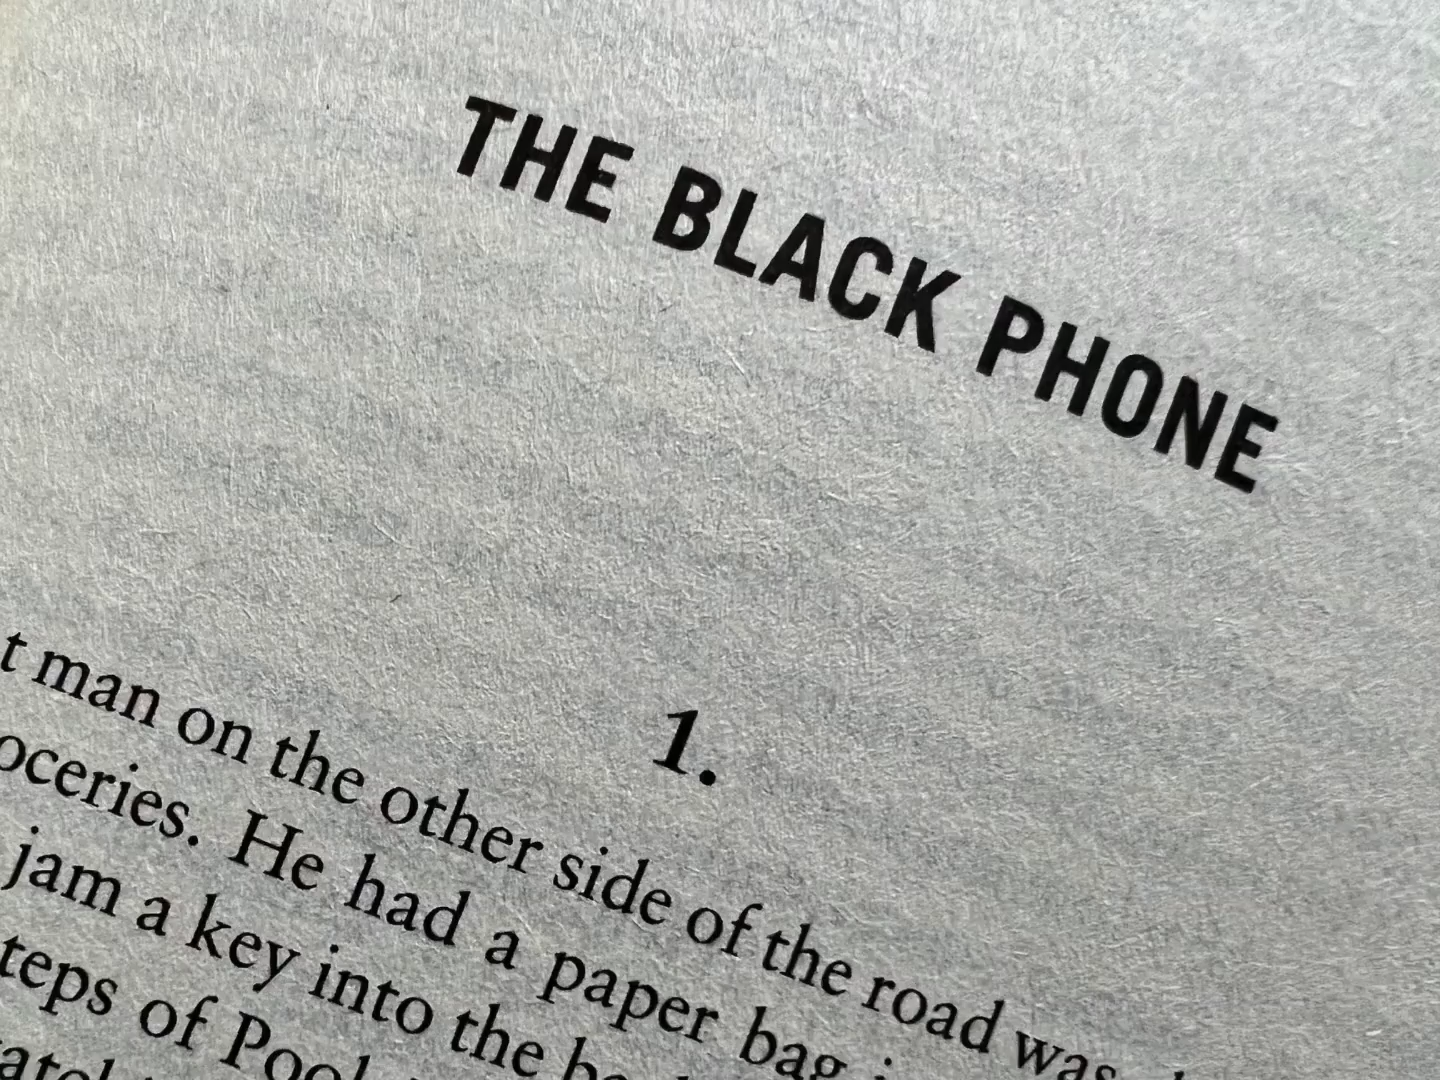 THE BLACK PHONE
1.
t man on the other side of the road was
oceries. He had a paper bag
jam a key into the
teps of